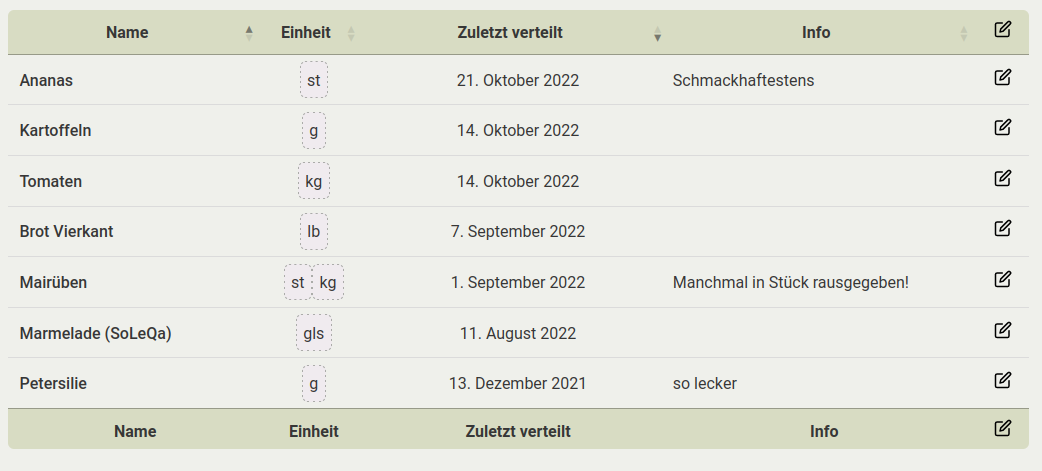 Name Einheit Zuletzt verteilt Info
Ananas st 21. Oktober 2022 Schmackhaftestens
Kartoffeln g 14. Oktober 2022
Tomaten kg 14. Oktober 2022
Brot Vierkant lb 7. September 2022
Mairüben st kg 1. September 2022 Manchmal in Stück rausgegeben!
Marmelade (SoLeQa) gls 11. August 2022
Petersilie g 13. Dezember 2021 so lecker
Name Einheit Zuletzt verteilt Info